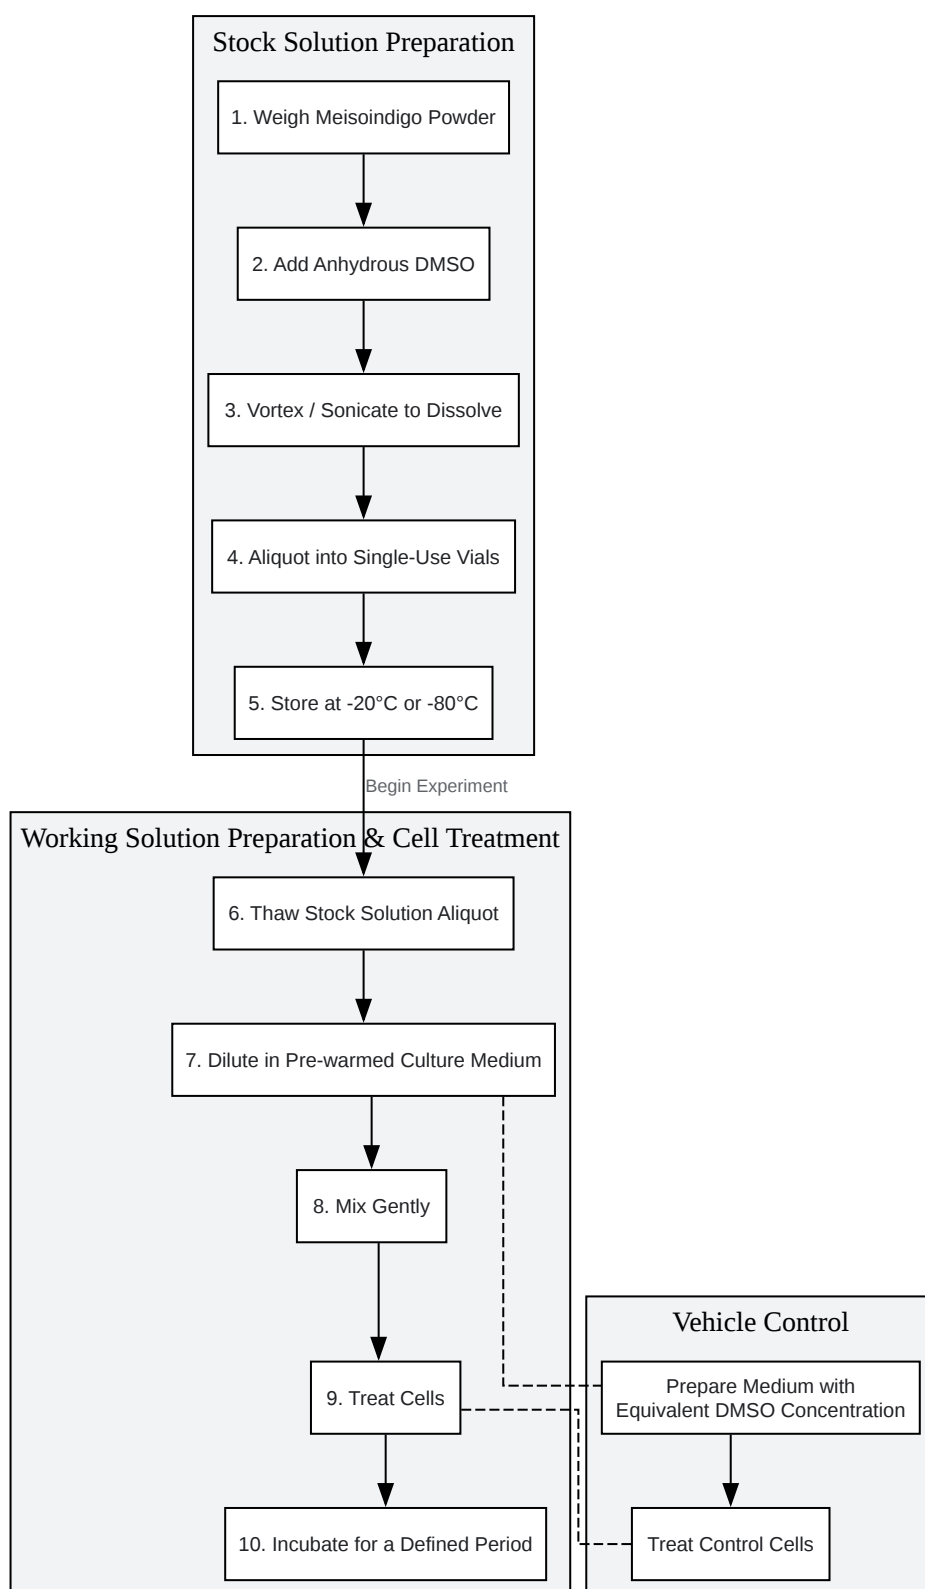 Stock Solution Preparation
1. Weigh Meisoindigo Powder
2. Add Anhydrous DMSO
3. Vortex / Sonicate to Dissolve
4. Aliquot into Single-Use Vials
5. Store at -20°C or -80°C
Begin Experiment
Working Solution Preparation & Cell Treatment
6. Thaw Stock Solution Aliquot
7. Dilute in Pre-warmed Culture Medium
8. Mix Gently
9. Treat Cells
10. Incubate for a Defined Period
Vehicle Control
Prepare Medium with
Equivalent DMSO Concentration
Treat Control Cells